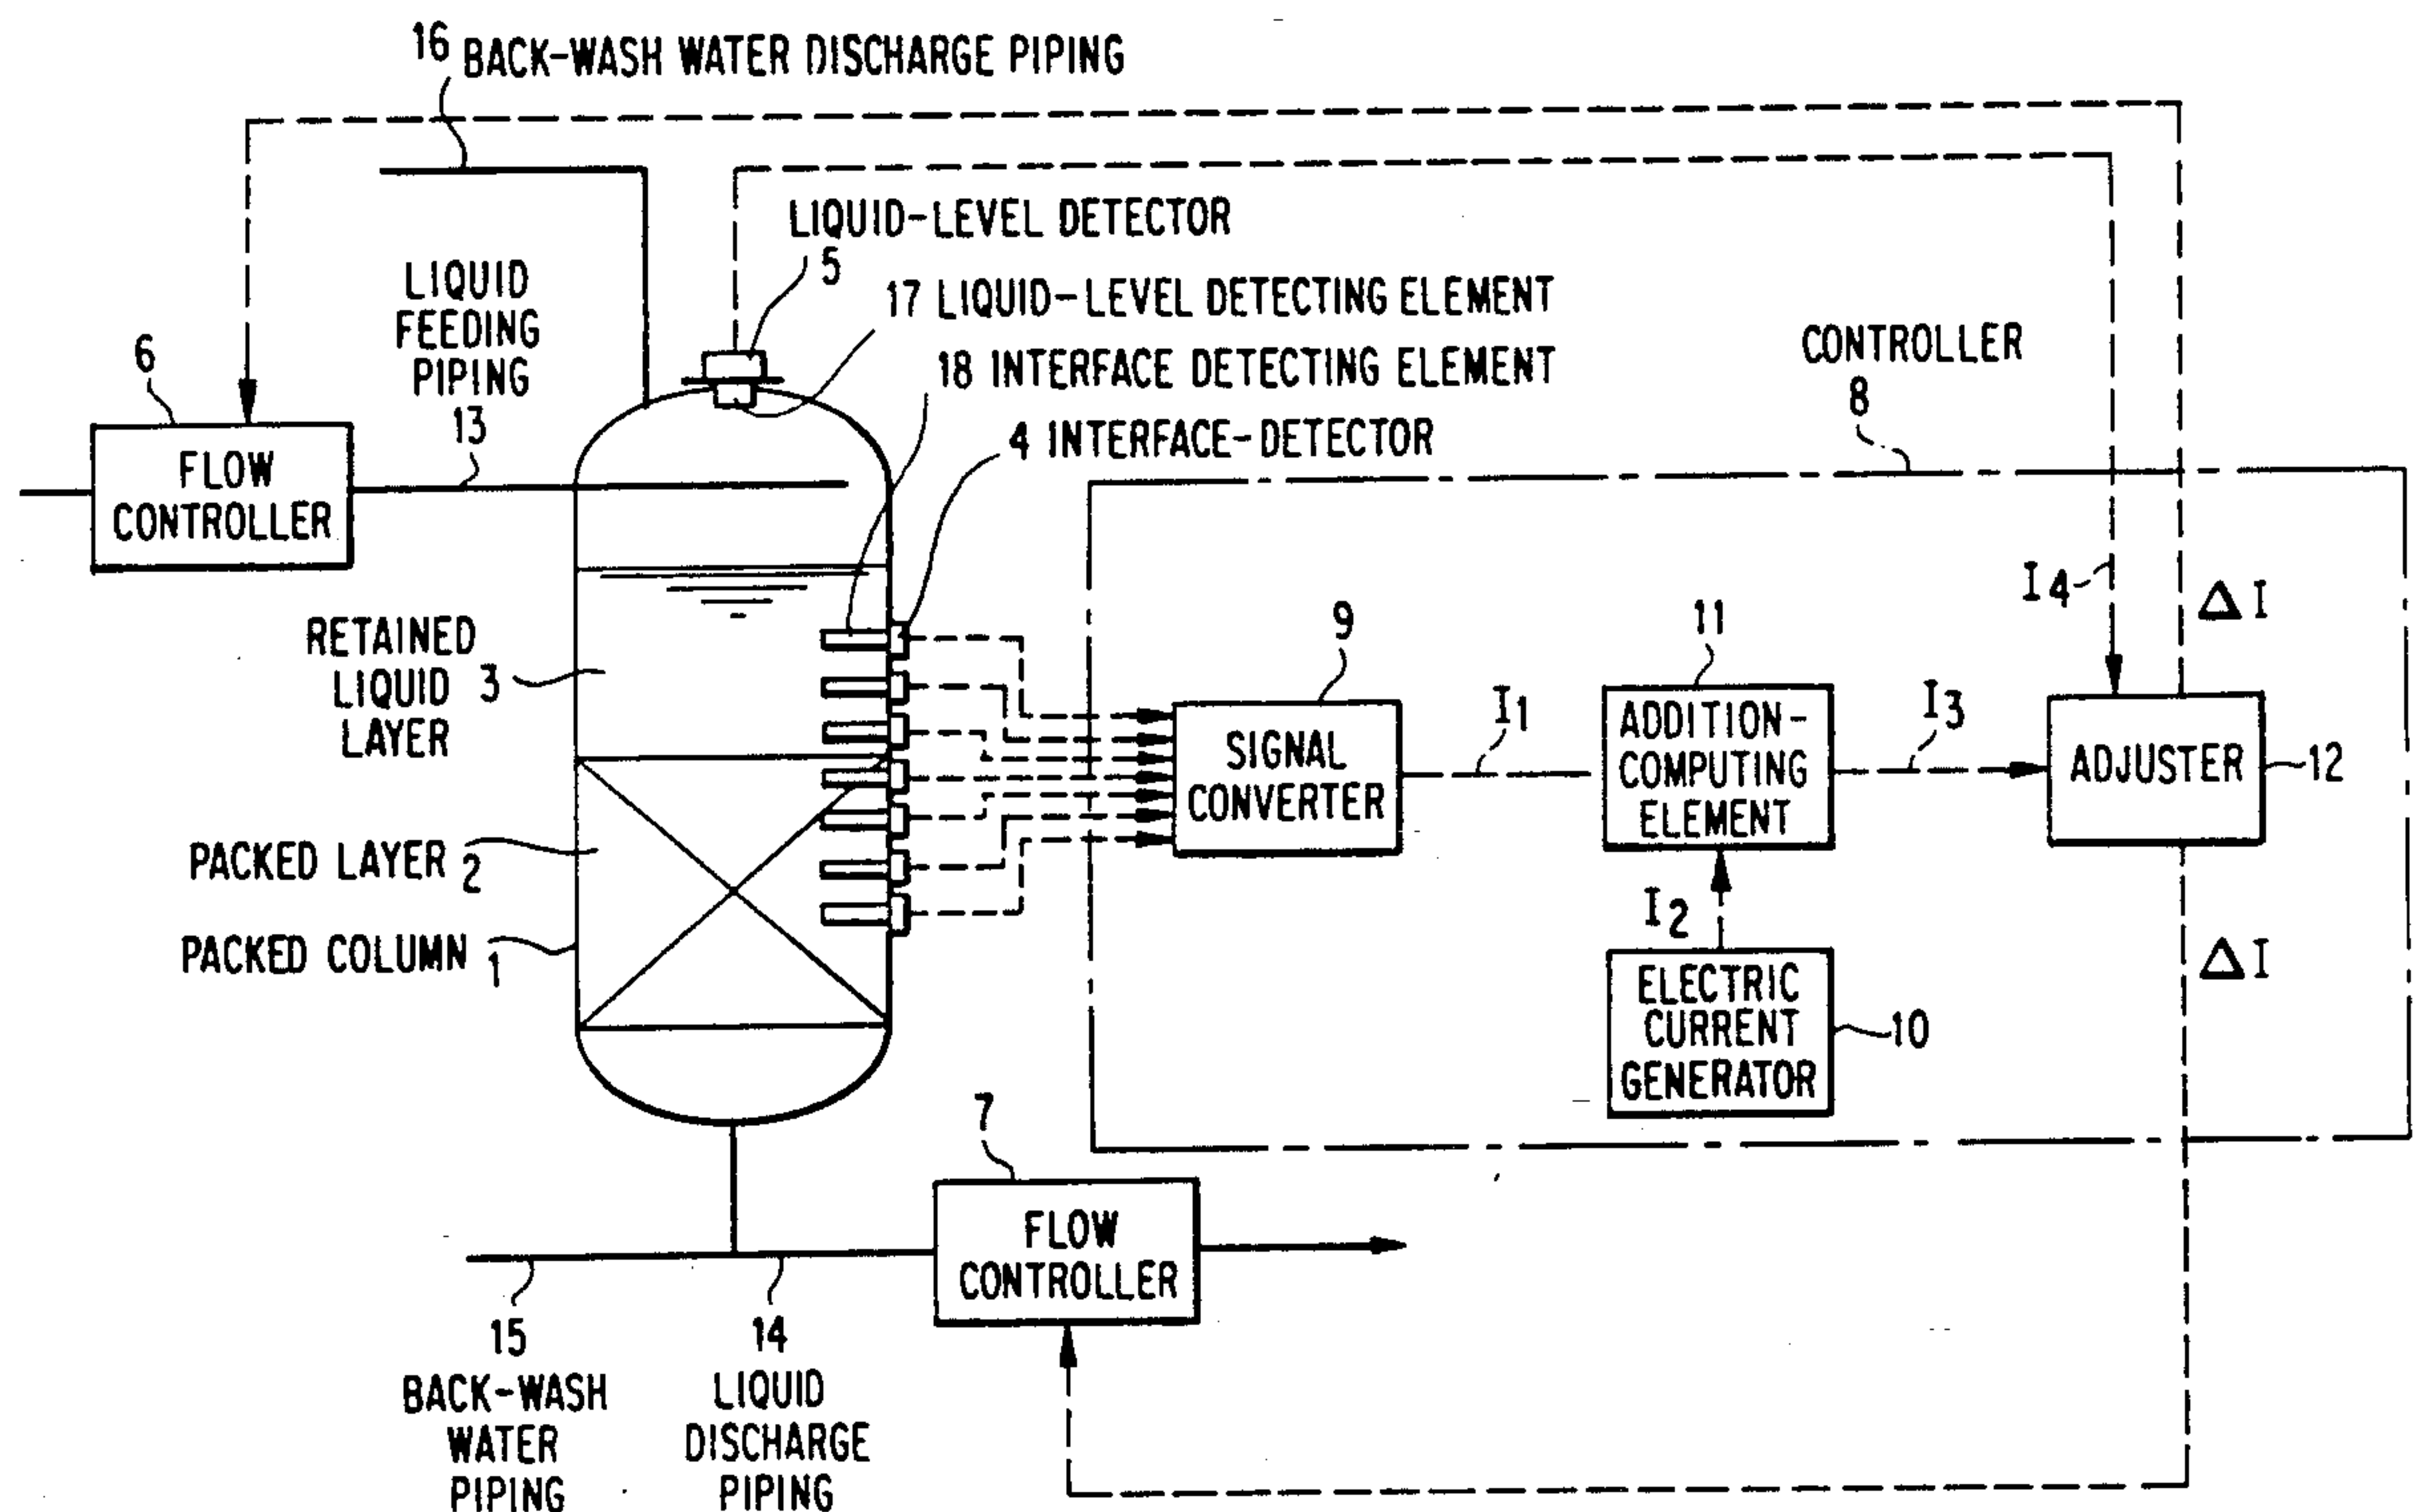 16 BACK-WASH WATER DISCHARGE PIPING
LIQUID-LEVEL DETECTOR
5
17 LIQUID-LEVEL DETECTING ELEMENT
18 INTERFACE DETECTING ELEMENT
4 INTERFACE-DETECTOR
LIQUID
FEEDING
PIPING
13
6
FLOW
CONTROLLER
CONTROLLER
8
RETAINED
LIQUID 3
LAYER
PACKED LAYER 2
PACKED COLUMN 1
9
SIGNAL
CONVERTER
I1
11
ADDITION-
COMPUTING
ELEMENT
I3
I4
ΔI
ADJUSTER
12
I2
ELECTRIC
CURRENT
GENERATOR
10
ΔI
7
FLOW
CONTROLLER
15
BACK-WASH
WATER
PIPING
14
LIQUID
DISCHARGE
PIPING